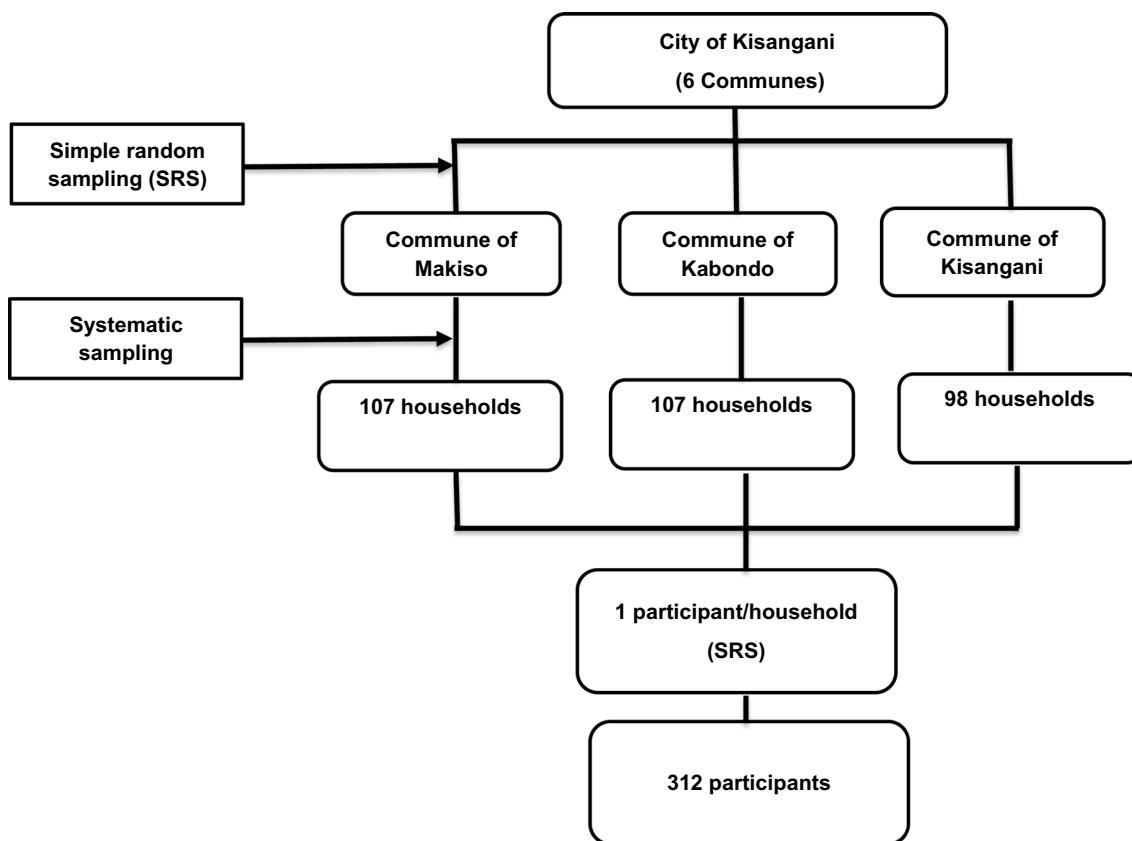 City of Kisangani
(6 Communes)
Simple random
sampling (SRS)
Commune of
Makiso
Commune of
Kabondo
Commune of
Kisangani
Systematic
sampling
107 households
107 households
98 households
1 participant/household
(SRS)
312 participants